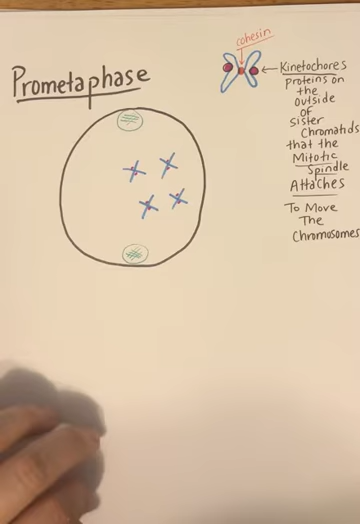 cohesin
Prometaphase
Kinetochores
proteins on
the
outside
of
sister
Chromatids
that the
Mitotic
Spindle
Attaches
To Move
The
Chromosomes